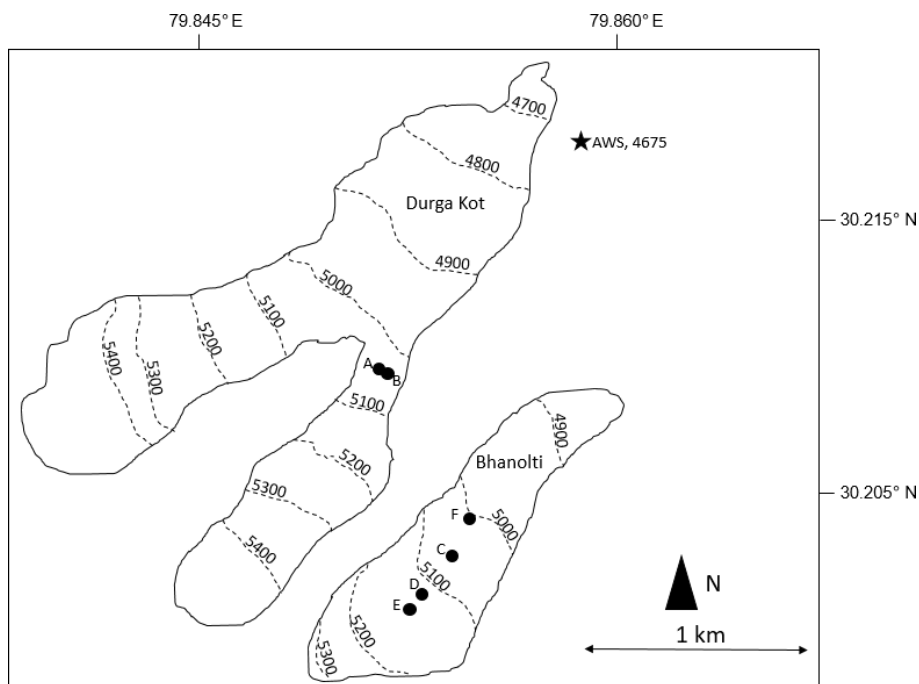 79.845° E
79.860° E
4700
AWS, 4675
4800
Durga Kot
30.215° N
4900
5000
5100
5200
5300
5400
A
B
5100
4900
5200
Bhanolti
30.205° N
5300
F
5000
5400
C
5100
D
E
N
5200
1 km
5300